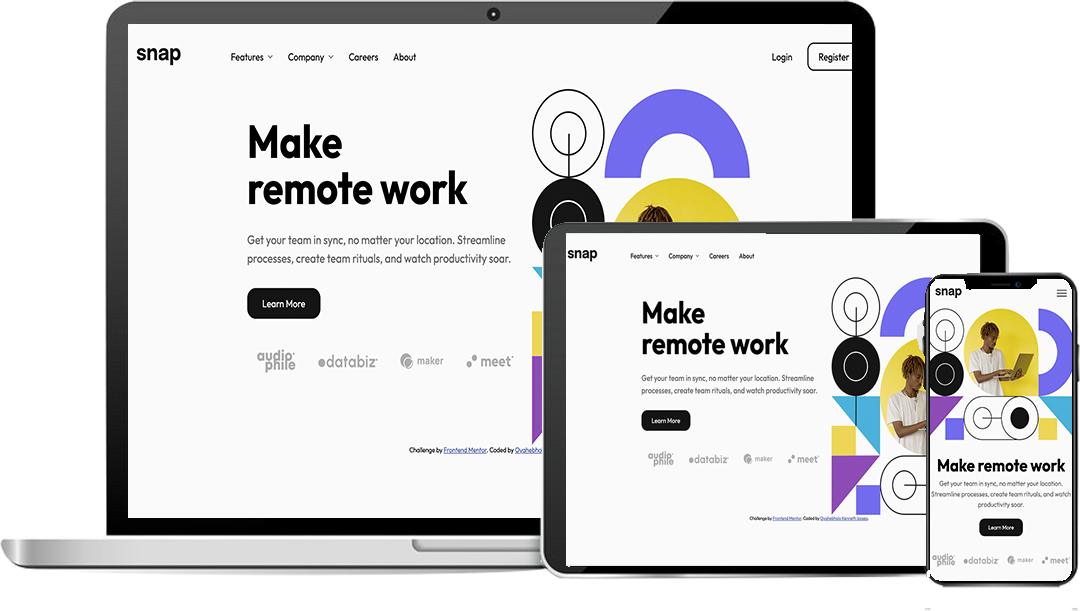 snap
Features Company Careers About Login Register
Make
remote work
Get your team in sync, no matter your location. Streamline
processes, create team rituals, and watch productivity soar.
Learn More
audiophile databiz maker meet
Challenge by Frontend Mentor. Coded by
snap
Features Company Careers About
Make
remote work
Get your team in sync, no matter your location. Streamline
processes, create team rituals, and watch productivity soar.
Learn More
audiophile databiz maker meet
Challenge by Frontend Mentor. Coded by
snap
Make remote work
Get your team in sync, no matter your location.
Streamline processes, create team rituals, and watch
productivity soar.
Learn More
audiophile databiz maker meet